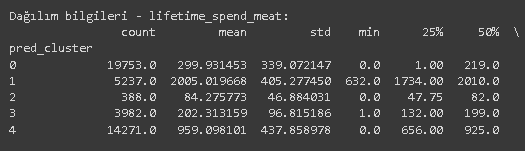 Dağılım bilgileri - lifetime_spend_meat:
count mean std min 25% 50% \
pred_cluster
0 19753.0 299.931453 339.072147 0.0 1.00 219.0
1 5237.0 2005.019668 405.277450 632.0 1734.00 2010.0
2 388.0 84.275773 46.884031 0.0 47.75 82.0
3 3982.0 202.313159 96.815186 1.0 132.00 199.0
4 14271.0 959.098101 437.858978 0.0 656.00 925.0